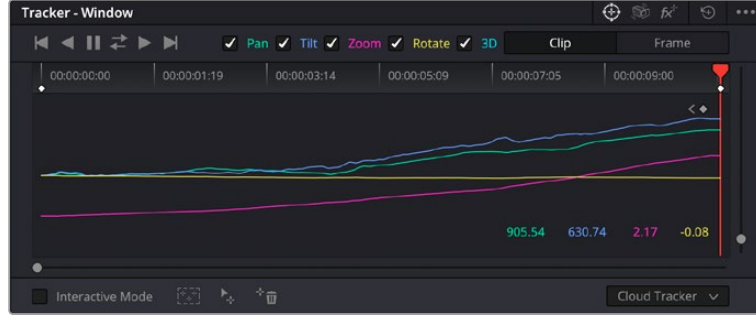 Tracker - Window
Pan Tilt Zoom Rotate 3D Clip Frame
00:00:00:00 00:00:01:19 00:00:03:14 00:00:05:09 00:00:07:05 00:00:09:00
905.54 630.74 2.17 -0.08
Interactive Mode Cloud Tracker